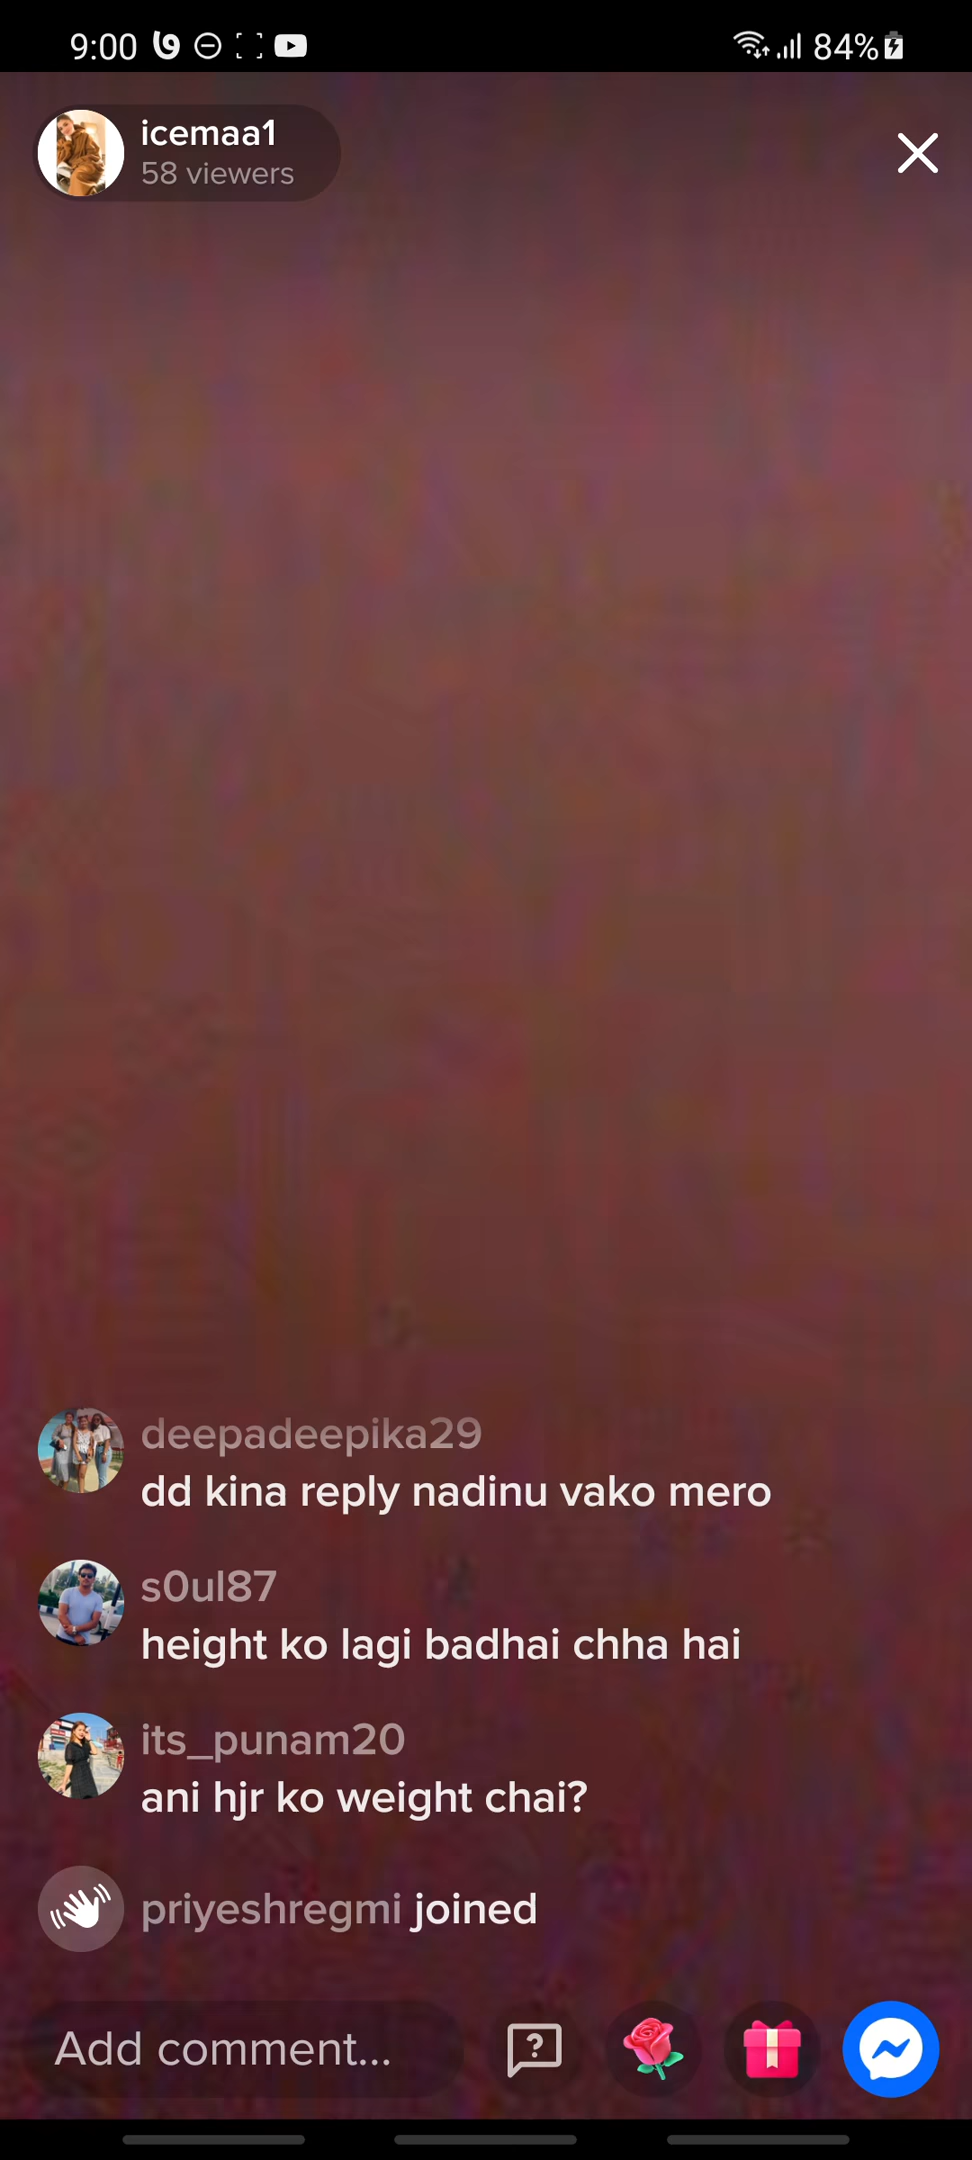 9:00 84%
icemaa1
58 viewers
deepadeepika29
dd kina reply nadinu vako mero
s0ul87
height ko lagi badhai chha hai
its_punam20
ani hjr ko weight chai?
priyeshregmi joined
Add comment...